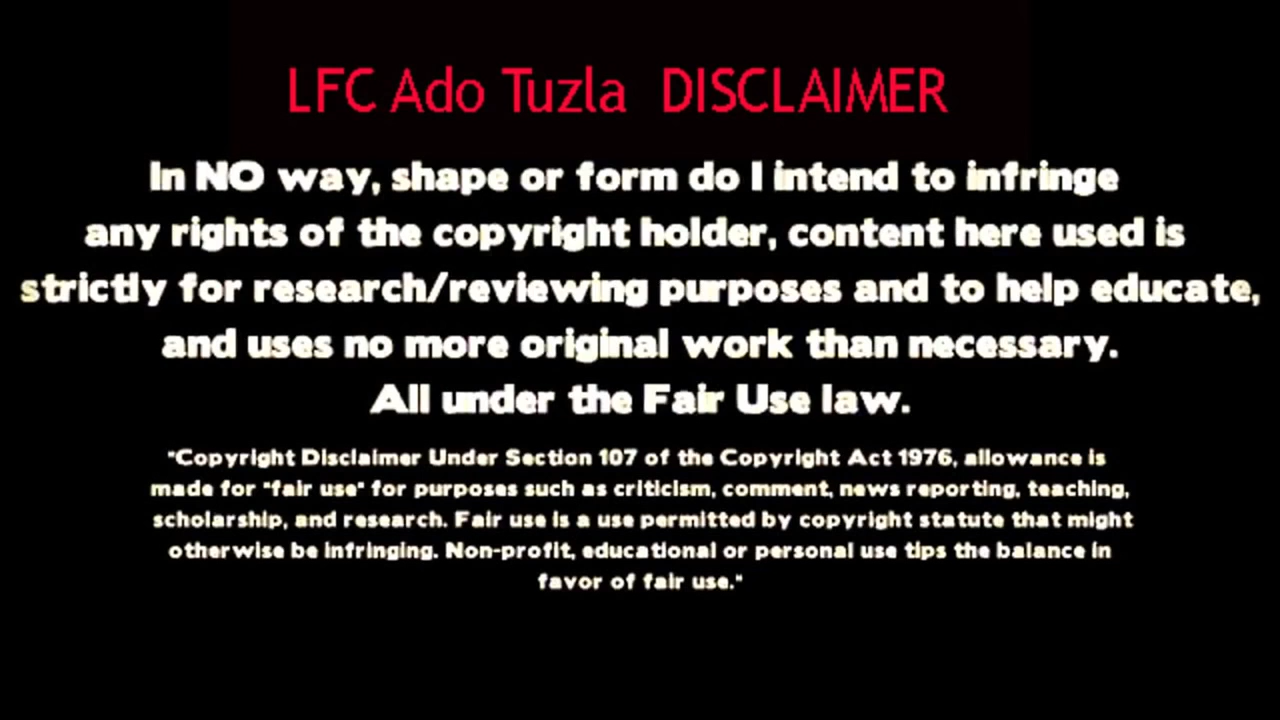 LFC Ado Tuzla DISCLAIMER
In NO way, shape or form do I intend to infringe
any rights of the copyright holder, content here used is
strictly for research/reviewing purposes and to help educate,
and uses no more original work than necessary.
All under the Fair Use law.
"Copyright Disclaimer Under Section 107 of the Copyright Act 1976, allowance is
made for "fair use" for purposes such as criticism, comment, news reporting, teaching,
scholarship, and research. Fair use is a use permitted by copyright statute that might
otherwise be infringing. Non-profit, educational or personal use tips the balance in
favor of fair use."